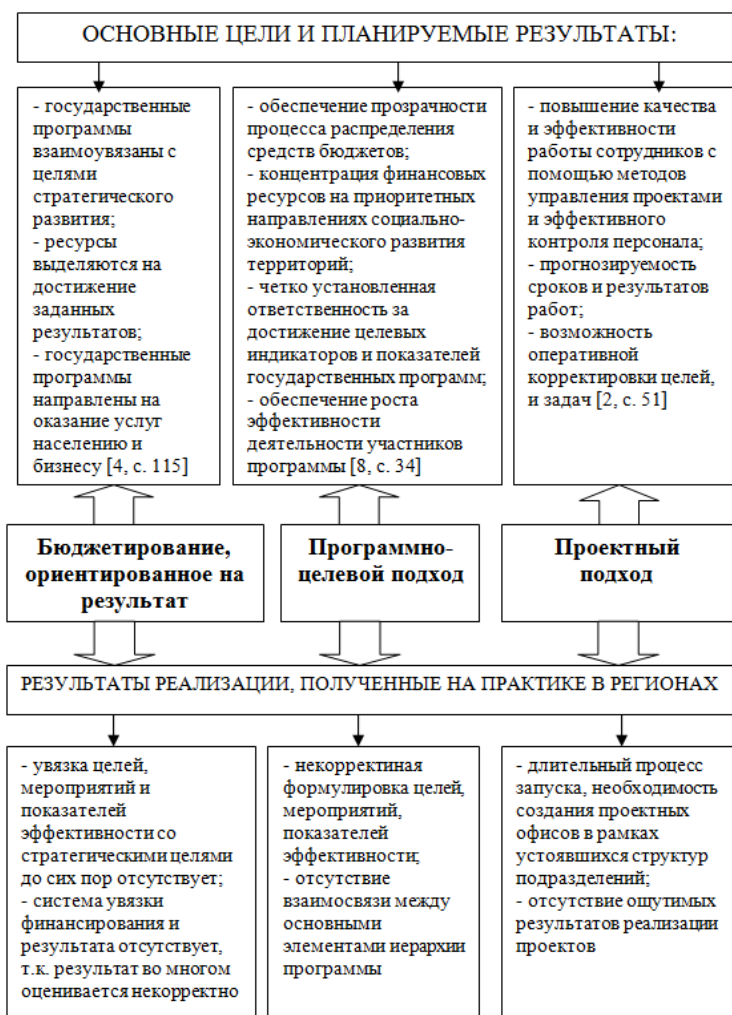 ОСНОВНЫЕ ЦЕЛИ И ПЛАНИРУЕМЫЕ РЕЗУЛЬТАТЫ:
- государственные
программы
взаимоувязаны с
целями
стратегического
развития;
- ресурсы
выделяются на
достижение
заданных
результатов;
- государственные
программы
направлены на
оказание услуг
населению и
бизнесу [4, с. 115]
- обеспечение прозрачности
процесса распределения
средств бюджетов;
- концентрация финансовых
ресурсов на приоритетных
направлениях социально-
экономического развития
территорий;
- четко установленная
ответственность за
достижение целевых
индикаторов и показателей
государственных программ;
- обеспечение роста
эффективности
деятельности участников
программы [8, с. 34]
- повышение качества
и эффективности
работы сотрудников с
помощью методов
управления проектами
и эффективного
контроля персонала;
- прогнозируемость
сроков и результатов
работ;
- возможность
оперативной
корректировки целей,
и задач [2, с. 51]
Бюджетирование,
ориентированное на
результат
Программно-
целевой подход
Проектный
подход
РЕЗУЛЬТАТЫ РЕАЛИЗАЦИИ, ПОЛУЧЕННЫЕ НА ПРАКТИКЕ В РЕГИОНАХ
- увязка целей,
мероприятий и
показателей
эффективности со
стратегическими целями
до сих пор отсутствует;
- система увязки
финансирования и
результата отсутствует,
т.к. результат во многом
оценивается некорректно
- некорректиная
формулировка целей,
мероприятий,
показателей
эффективности;
- отсутствие
взаимосвязи между
основными
элементами иерархии
программы
- длительный процесс
запуска, необходимость
создания проектных
офисов в рамках
устоявшихся структур
подразделений;
- отсутствие ощутимых
результатов реализации
проектов